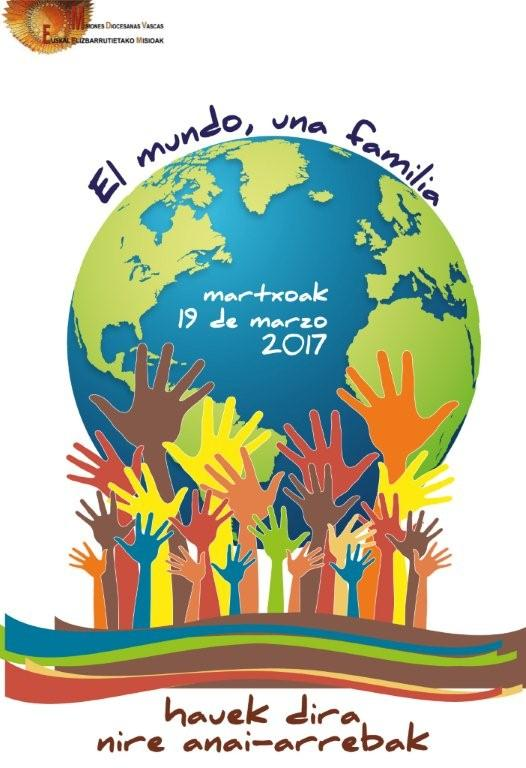 MISIONES DIOCESANAS VASCAS
EUSKAL ELIZBARRUTIETAKO MISIOAK
El mundo, una familia
martxoak
19 de marzo
2017
hauek dira
nire anai-arrebak